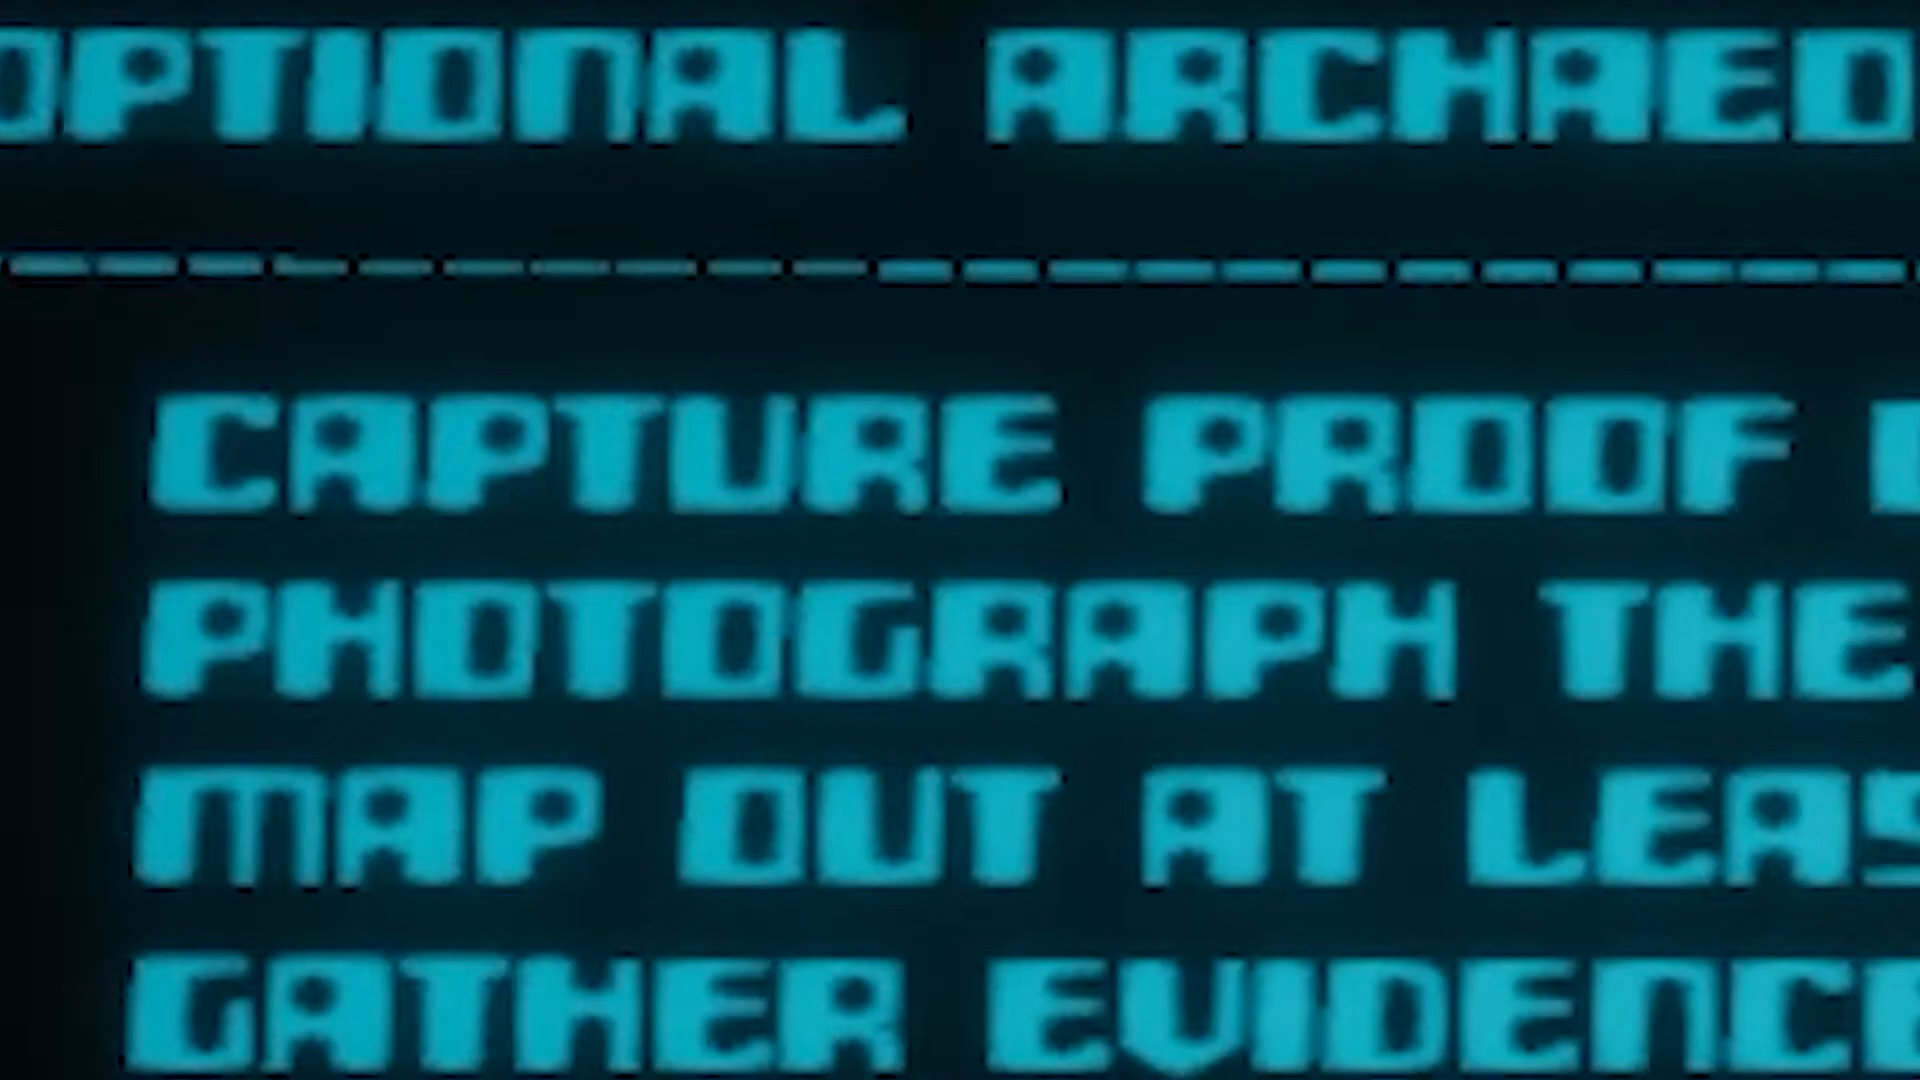 OPTIONAL ARCHAEO
CAPTURE PROOF
PHOTOGRAPH THE
MAP OUT AT LEAS
GATHER EVIDENCE